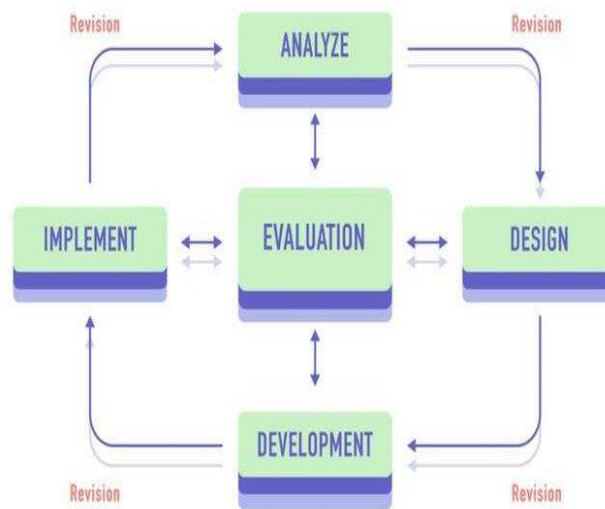 Revision
Revision
ANALYZE
IMPLEMENT
EVALUATION
DESIGN
DEVELOPMENT
Revision
Revision